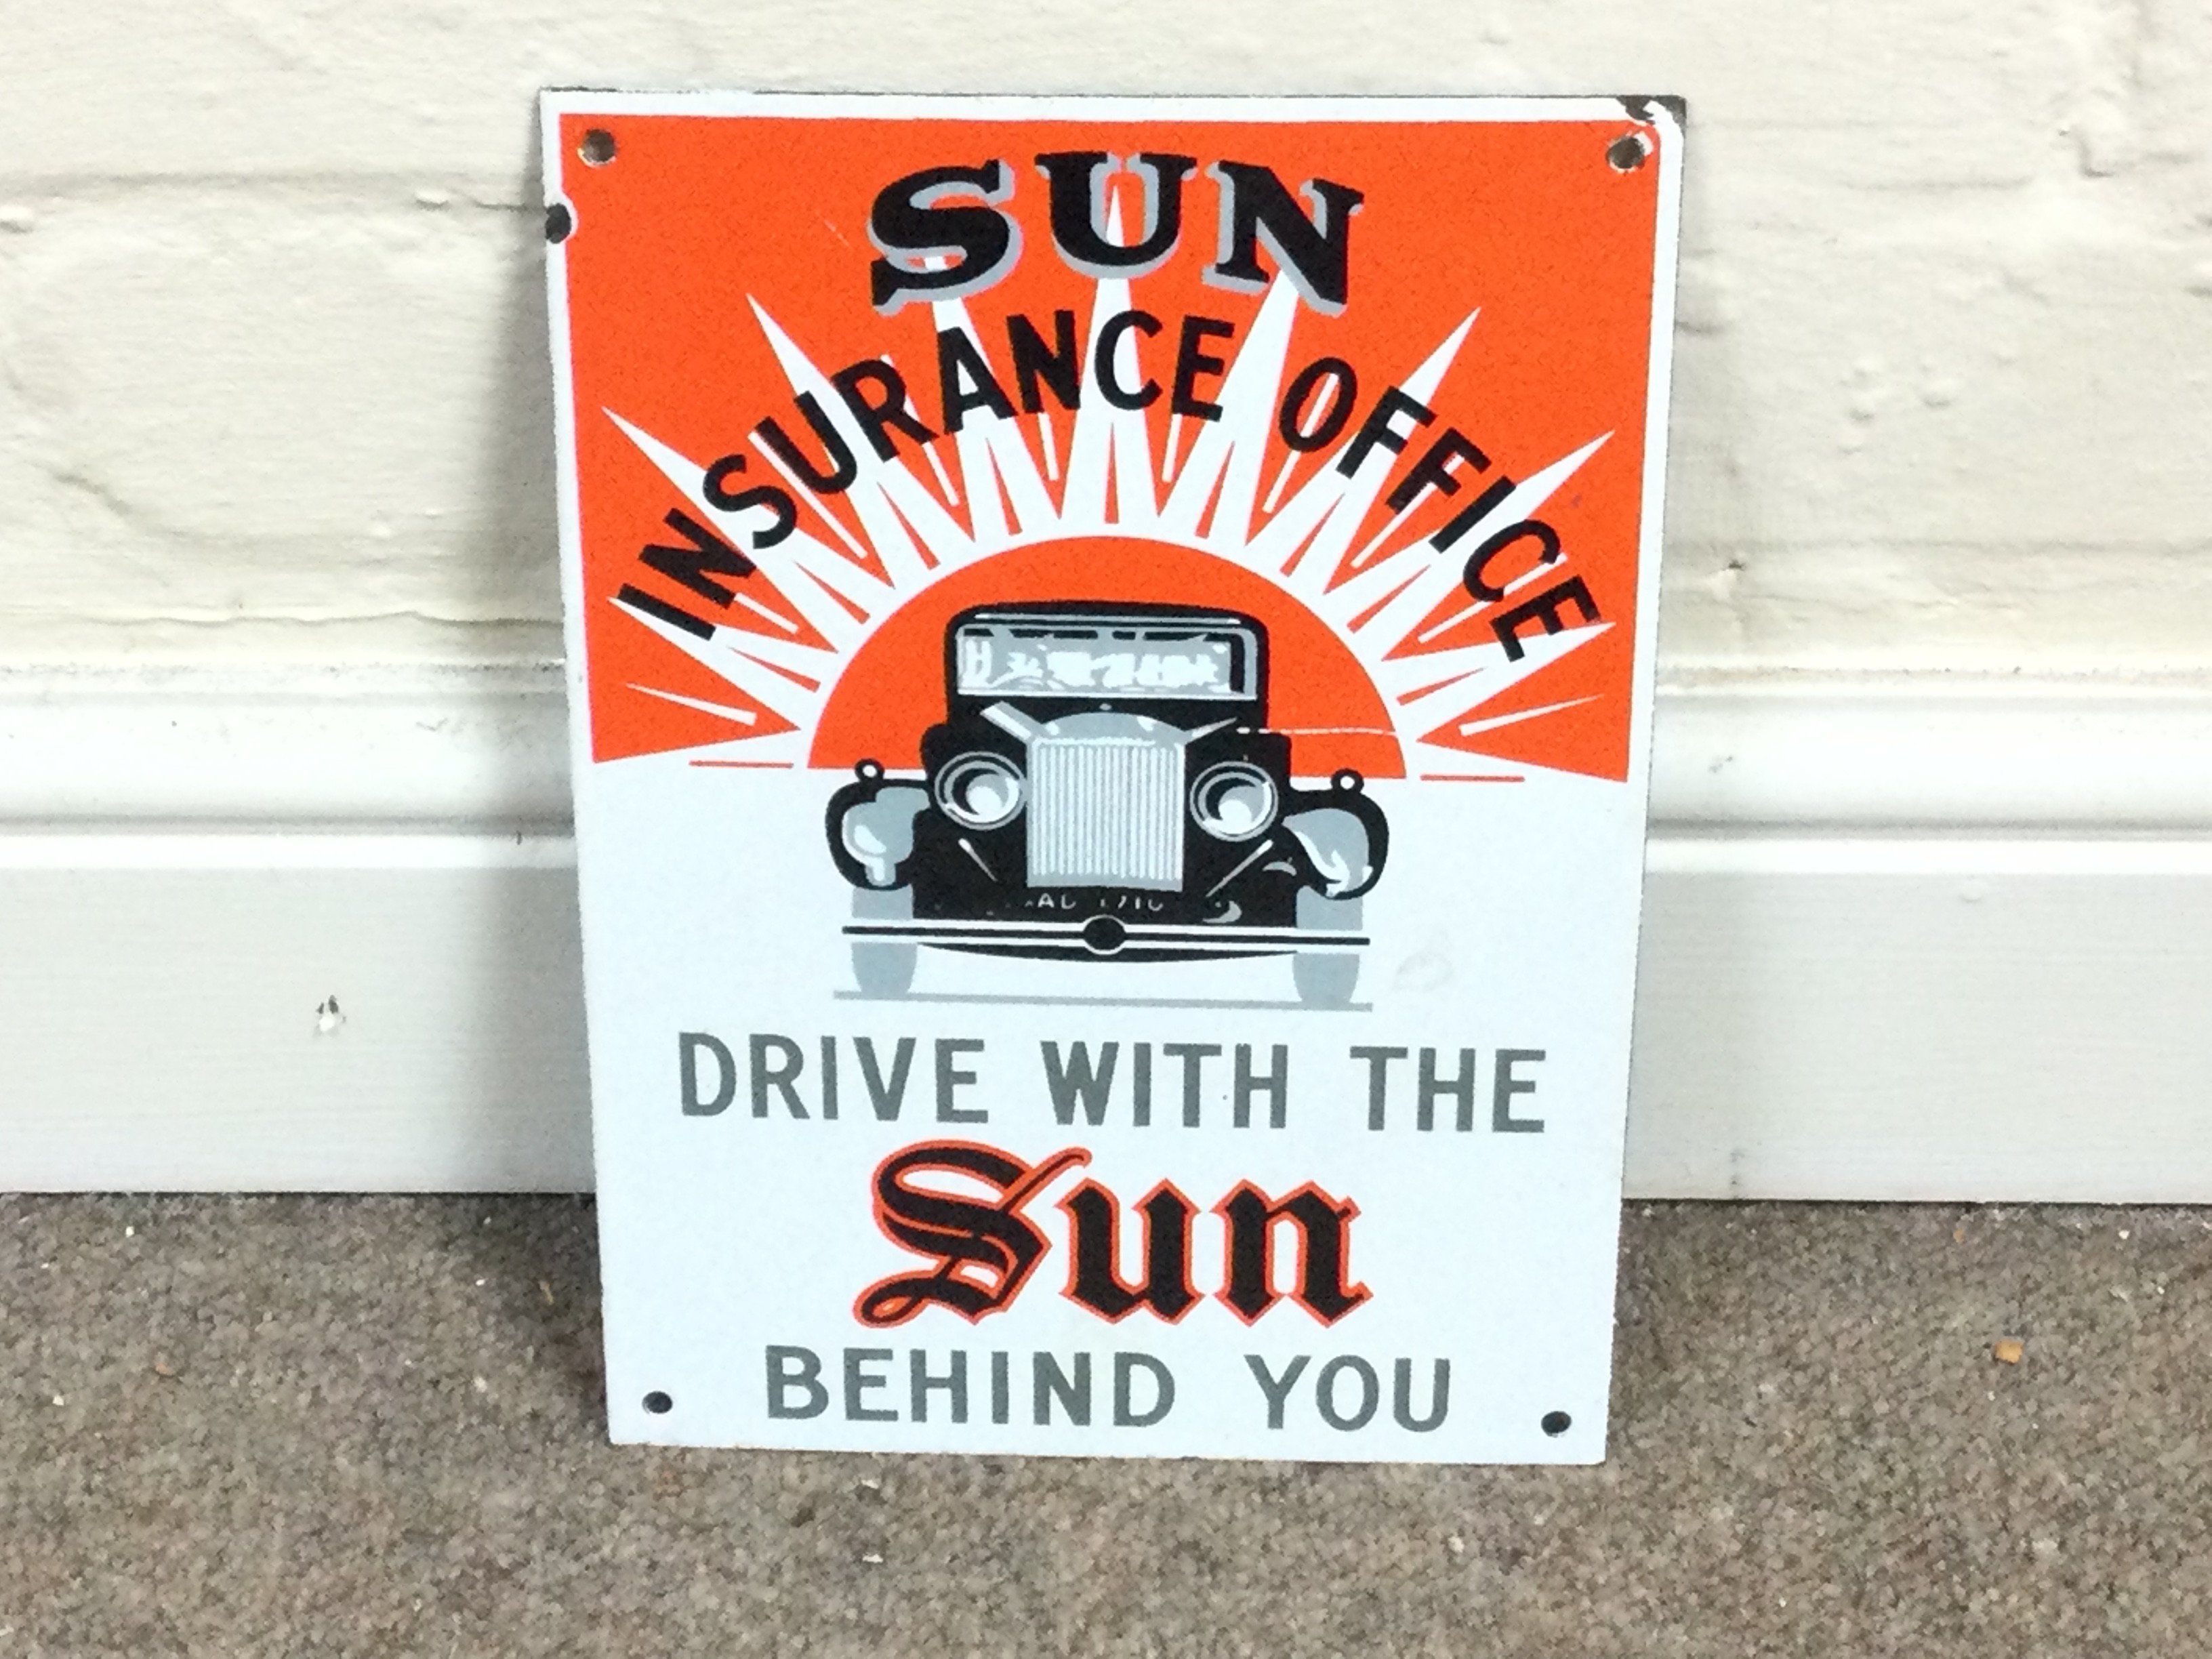 SUN
INSURANCE OFFICE
DRIVE WITH THE
Sun
BEHIND YOU